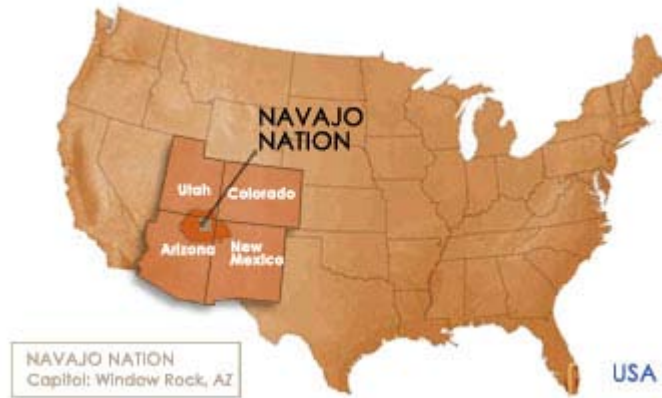 NAVAJO
NATION
Utah
Colorado
Arizona
New
Mexico
NAVAJO NATION
Capitol: Window Rock, AZ
USA